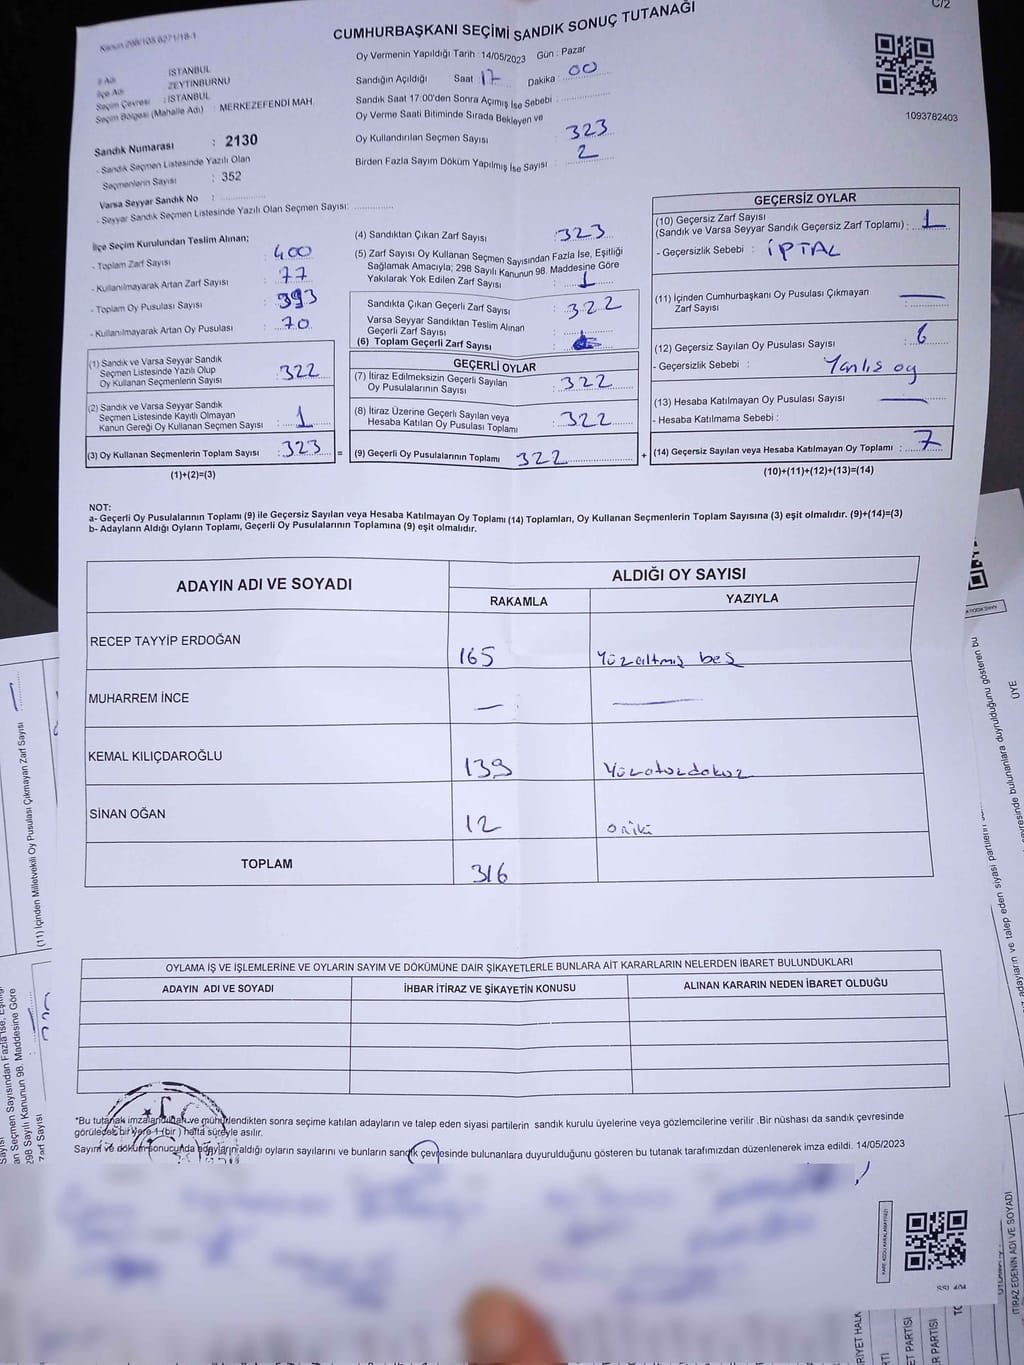 Kanun 298/103 6271/18-1
C/2
CUMHURBAŞKANI SEÇİMİ SANDIK SONUÇ TUTANAĞI
İl Adı İSTANBUL
İlçe Adı ZEYTİNBURNU
Seçim Çevresi : İSTANBUL
Seçim Bölgesi (Mahalle Adı) : MERKEZEFENDİ MAH.
Sandık Numarası : 2130
- Sandık Seçmen Listesinde Yazılı Olan
Seçmenlerin Sayısı : 352
Varsa Seyyar Sandık No :
- Seyyar Sandık Seçmen Listesinde Yazılı Olan Seçmen Sayısı:
Oy Vermenin Yapıldığı Tarih : 14/05/2023 Gün : Pazar
Sandığın Açıldığı Saat 17 Dakika : 00
Sandık Saat 17:00'den Sonra Açımış İse Sebebi :
Oy Verme Saati Bitiminde Sırada Bekleyen ve
Oy Kullandırılan Seçmen Sayısı : 323
Birden Fazla Sayım Döküm Yapılmış İse Sayısı : 2
1093782403
İlçe Seçim Kurulundan Teslim Alınan;
- Toplam Zarf Sayısı : 400
- Kullanılmayarak Artan Zarf Sayısı : 77
- Toplam Oy Pusulası Sayısı : 393
- Kullanılmayarak Artan Oy Pusulası : 70
(1) Sandık ve Varsa Seyyar Sandık
Seçmen Listesinde Yazılı Olup
Oy Kullanan Seçmenlerin Sayısı : 322
(2) Sandık ve Varsa Seyyar Sandık
Seçmen Listesinde Kayıtlı Olmayan
Kanun Gereği Oy Kullanan Seçmen Sayısı : 1
(3) Oy Kullanan Seçmenlerin Toplam Sayısı : 323 =
(1)+(2)=(3)
(4) Sandıktan Çıkan Zarf Sayısı : 323
(5) Zarf Sayısı Oy Kullanan Seçmen Sayısından Fazla İse, Eşitliği
Sağlamak Amacıyla; 298 Sayılı Kanunun 98. Maddesine Göre
Yakılarak Yok Edilen Zarf Sayısı : 1
Sandıkta Çıkan Geçerli Zarf Sayısı : 322
Varsa Seyyar Sandıktan Teslim Alınan
Geçerli Zarf Sayısı
(6) Toplam Geçerli Zarf Sayısı
GEÇERLİ OYLAR
(7) İtiraz Edilmeksizin Geçerli Sayılan
Oy Pusulalarının Sayısı : 322
(8) İtiraz Üzerine Geçerli Sayılan veya
Hesaba Katılan Oy Pusulası Toplamı : 322
(9) Geçerli Oy Pusulalarının Toplamı 322 +
GEÇERSİZ OYLAR
(10) Geçersiz Zarf Sayısı
(Sandık ve Varsa Seyyar Sandık Geçersiz Zarf Toplamı) : 1
- Geçersizlik Sebebi : İPTAL
(11) İçinden Cumhurbaşkanı Oy Pusulası Çıkmayan
Zarf Sayısı : —
(12) Geçersiz Sayılan Oy Pusulası Sayısı : 6
- Geçersizlik Sebebi : Yanlış oy
(13) Hesaba Katılmayan Oy Pusulası Sayısı : —
- Hesaba Katılmama Sebebi :
(14) Geçersiz Sayılan veya Hesaba Katılmayan Oy Toplamı : 7
(10)+(11)+(12)+(13)=(14)
NOT:
a- Geçerli Oy Pusulalarının Toplamı (9) ile Geçersiz Sayılan veya Hesaba Katılmayan Oy Toplamı (14) Toplamları, Oy Kullanan Seçmenlerin Toplam Sayısına (3) eşit olmalıdır. (9)+(14)=(3)
b- Adayların Aldığı Oyların Toplamı, Geçerli Oy Pusulalarının Toplamına (9) eşit olmalıdır.
ADAYIN ADI VE SOYADI ALDIĞI OY SAYISI
RAKAMLA YAZIYLA
RECEP TAYYİP ERDOĞAN 165 Yüzaltmış beş
MUHARREM İNCE — —
KEMAL KILIÇDAROĞLU 139 Yüzotuzdokuz
SİNAN OĞAN 12 oniki
TOPLAM 316
OYLAMA İŞ VE İŞLEMLERİNE VE OYLARIN SAYIM VE DÖKÜMÜNE DAİR ŞİKAYETLERLE BUNLARA AİT KARARLARIN NELERDEN İBARET BULUNDUKLARI
ADAYIN ADI VE SOYADI İHBAR İTİRAZ VE ŞİKAYETİN KONUSU ALINAN KARARIN NEDEN İBARET OLDUĞU
*Bu tutanak imzalandıktan ve mühürlendikten sonra seçime katılan adayların ve talep eden siyasi partilerin sandık kurulu üyelerine veya gözlemcilerine verilir .Bir nüshası da sandık çevresinde
görülecek bir yere 1 (bir) hafta süreyle asılır.
Sayım ve döküm sonucunda adayların aldığı oyların sayılarını ve bunların sandık çevresinde bulunanlara duyurulduğunu gösteren bu tutanak tarafımızdan düzenlenerek imza edildi. 14/05/2023
(11) İçinden Milletvekili Oy Pusulası Çıkmayan Zarf Sayısı
298 Sayılı Kanunun 98. Maddesine Göre
Zarf Sayısı
adayların ve talep eden siyasi partilerin
çevresinde bulunanlara duyurulduğunu gösteren bu
ÜYE
İTİRAZ EDENİN ADI VE SOYADI